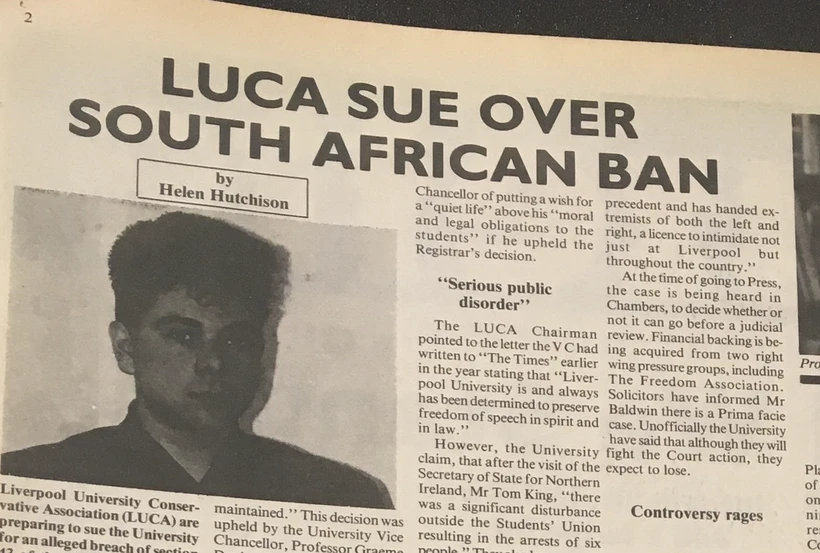 2
LUCA SUE OVER
SOUTH AFRICAN BAN
by
Helen Hutchison
Liverpool University Conser-
vative Association (LUCA) are
preparing to sue the University
for an alleged breach of section
maintained.” This decision was
upheld by the University Vice
Chancellor, Professor Graeme
Chancellor of putting a wish for
a “quiet life” above his “moral
and legal obligations to the
students” if he upheld the
Registrar’s decision.
“Serious public
disorder”
The LUCA Chairman
pointed to the letter the V C had
written to “The Times” earlier
in the year stating that “Liver-
pool University is and always
has been determined to preserve
freedom of speech in spirit and
in law.”
However, the University
claim, that after the visit of the
Secretary of State for Northern
Ireland, Mr Tom King, “there
was a significant disturbance
outside the Students’ Union
resulting in the arrests of six
people.”
precedent and has handed ex-
tremists of both the left and
right, a licence to intimidate not
just at Liverpool but
throughout the country.”
At the time of going to Press,
the case is being heard in
Chambers, to decide whether or
not it can go before a judicial
review. Financial backing is be-
ing acquired from two right
wing pressure groups, including
The Freedom Association.
Solicitors have informed Mr
Baldwin there is a Prima facie
case. Unofficially the University
have said that although they will
fight the Court action, they
expect to lose.
Controversy rages
Pro
Pla
of
on